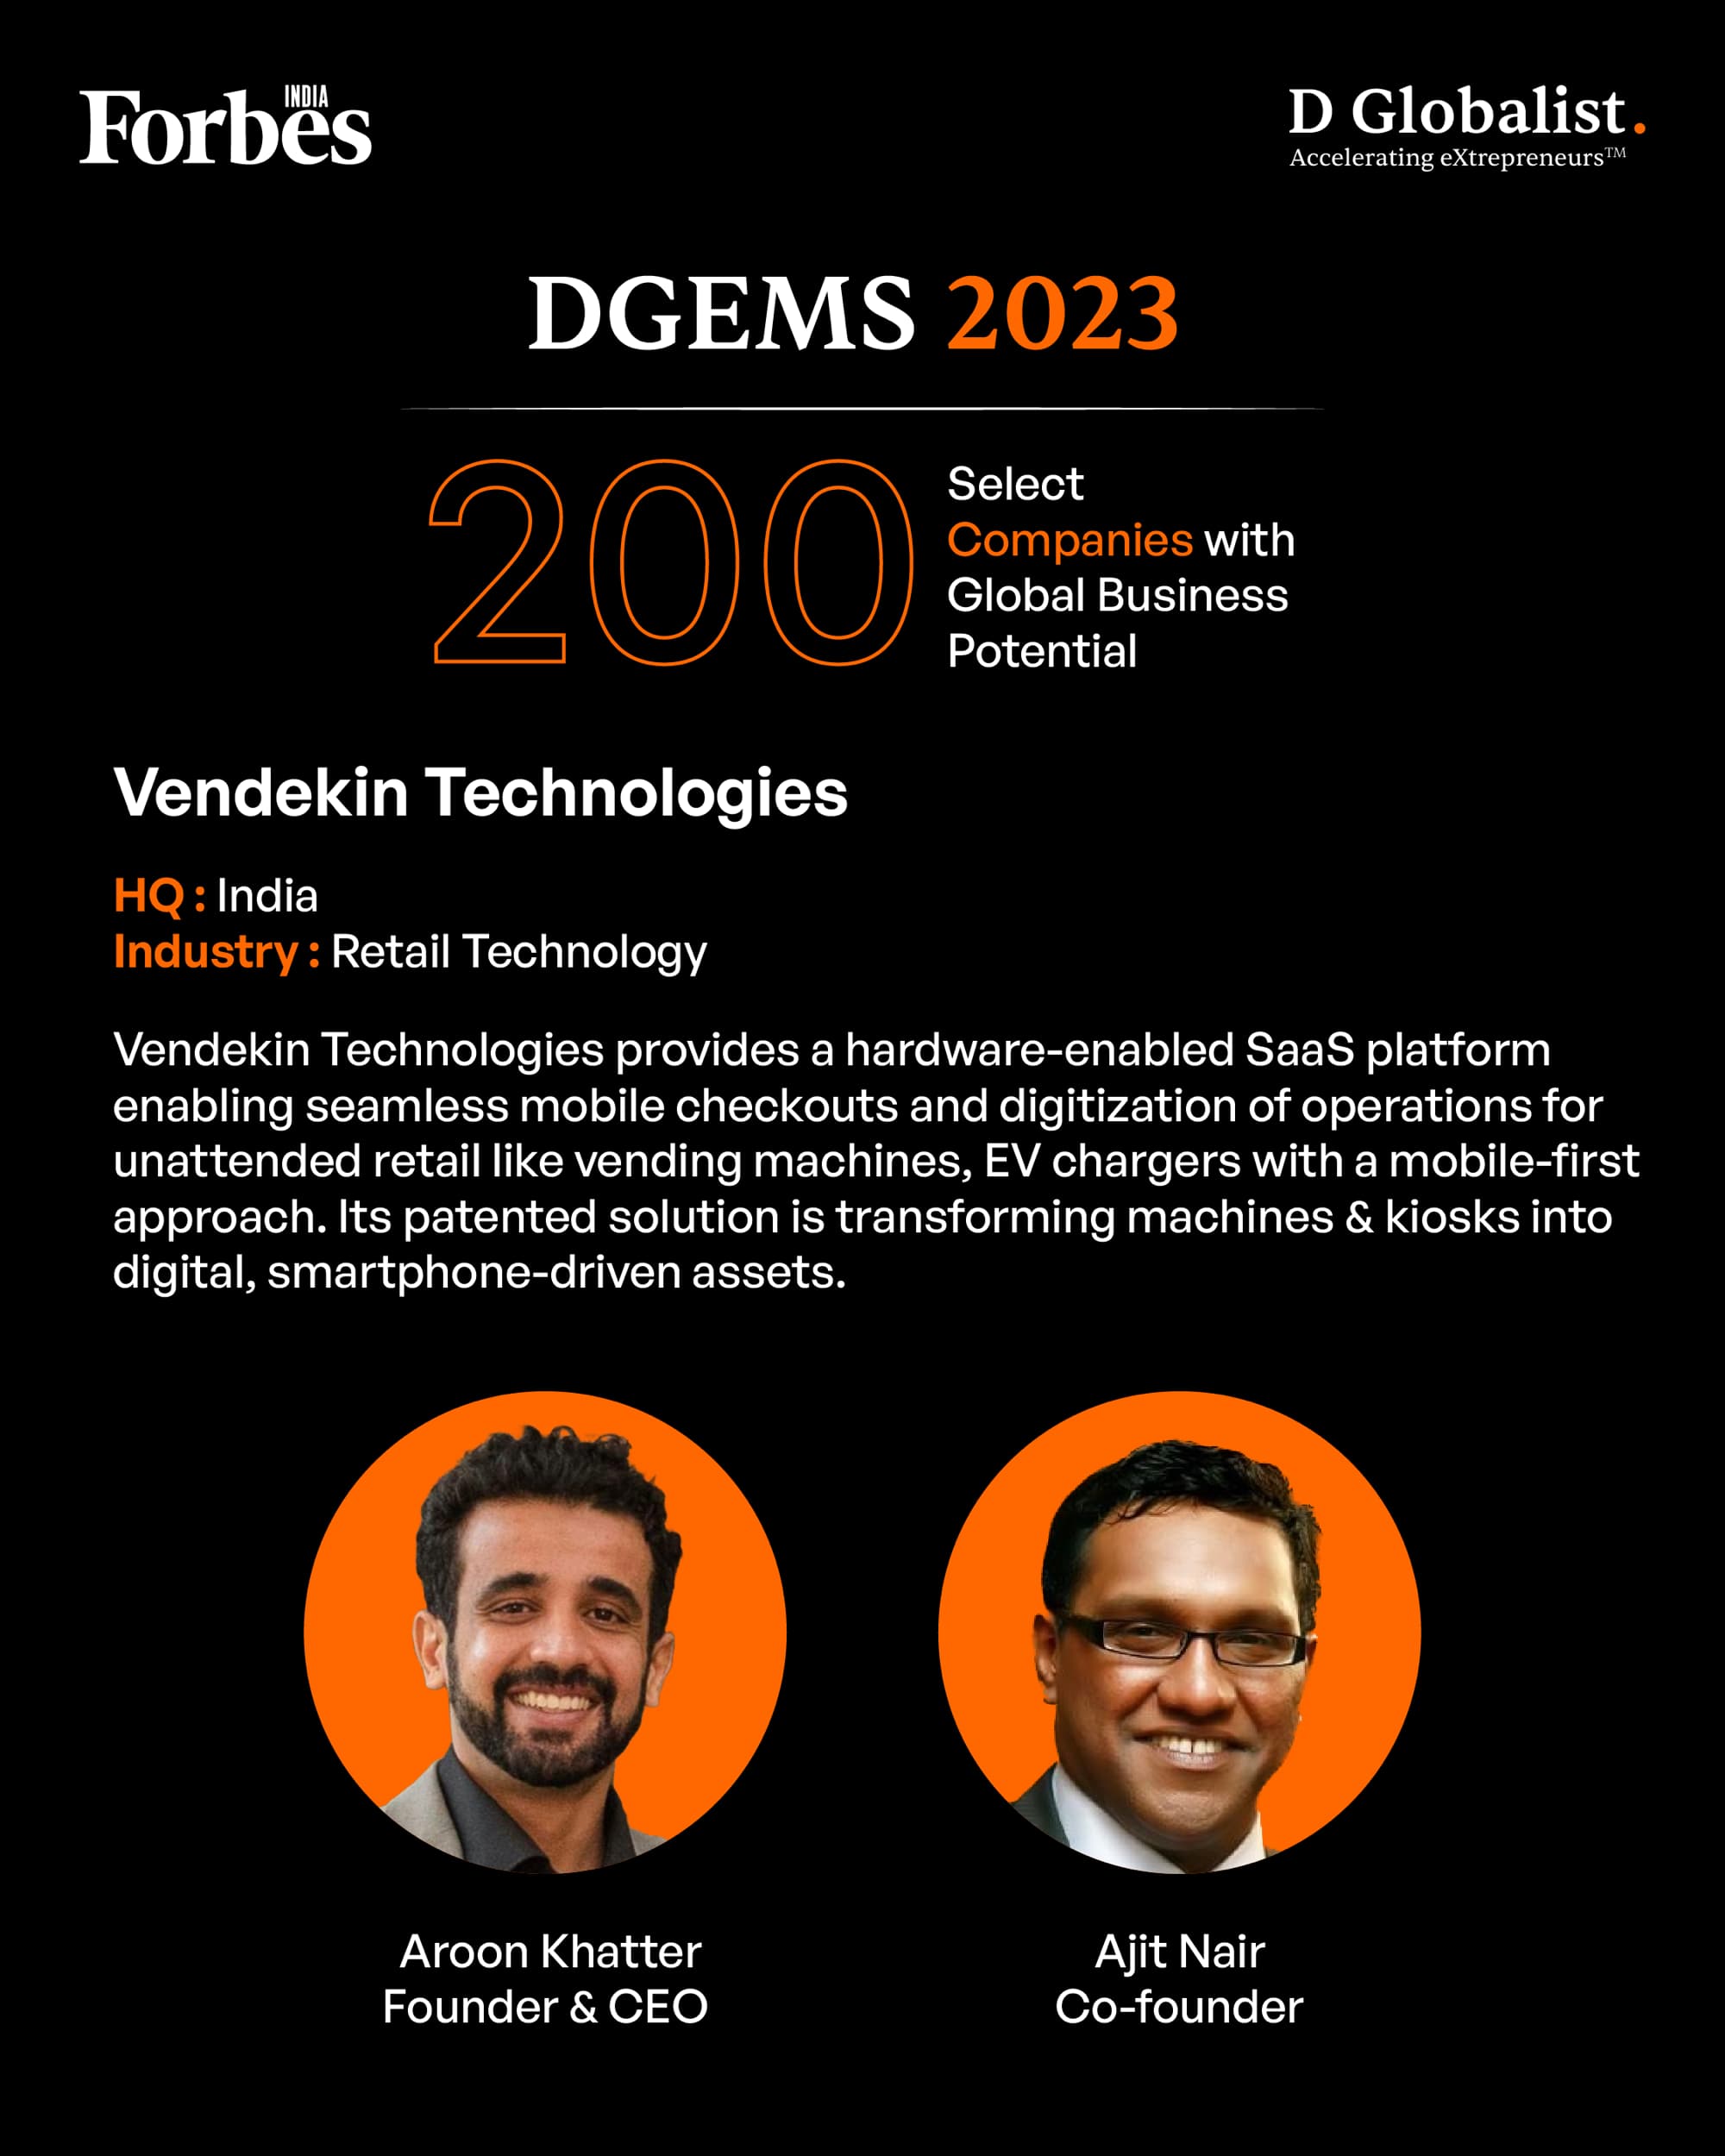 Forbes INDIA
D Globalist.
Accelerating eXtrepreneurs™
DGEMS 2023
200
Select
Companies with
Global Business
Potential
Vendekin Technologies
HQ : India
Industry : Retail Technology
Vendekin Technologies provides a hardware-enabled SaaS platform
enabling seamless mobile checkouts and digitization of operations for
unattended retail like vending machines, EV chargers with a mobile-first
approach. Its patented solution is transforming machines & kiosks into
digital, smartphone-driven assets.
Aroon Khatter
Founder & CEO
Ajit Nair
Co-founder